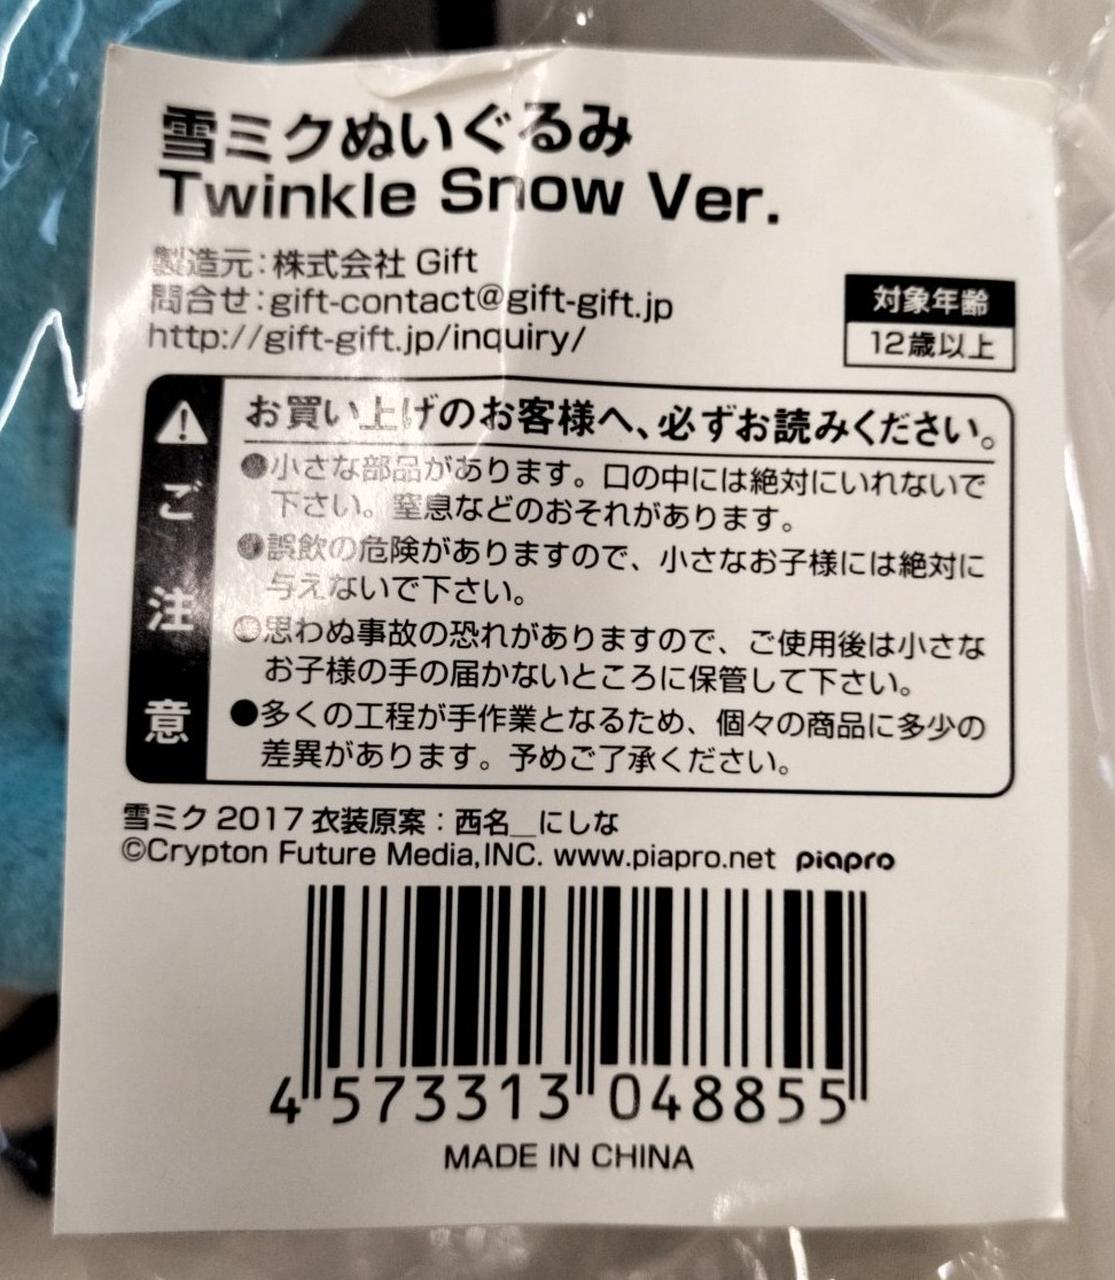 雪ミクぬいぐるみ
Twinkle Snow Ver.
製造元:株式会社 Gift
問合せ:gift-contact@gift-gift.jp
http://gift-gift.jp/inquiry/
対象年齢
12歳以上
ご注意
お買い上げのお客様へ、必ずお読みください。
●小さな部品があります。口の中には絶対にいれないで
下さい。窒息などのおそれがあります。
●誤飲の危険がありますので、小さなお子様には絶対に
与えないで下さい。
●思わぬ事故の恐れがありますので、ご使用後は小さな
お子様の手の届かないところに保管して下さい。
●多くの工程が手作業となるため、個々の商品に多少の
差異があります。予めご了承ください。
雪ミク 2017 衣装原案：西名_にしな
©Crypton Future Media,INC. www.piapro.net piapro
4 573313 048855
MADE IN CHINA